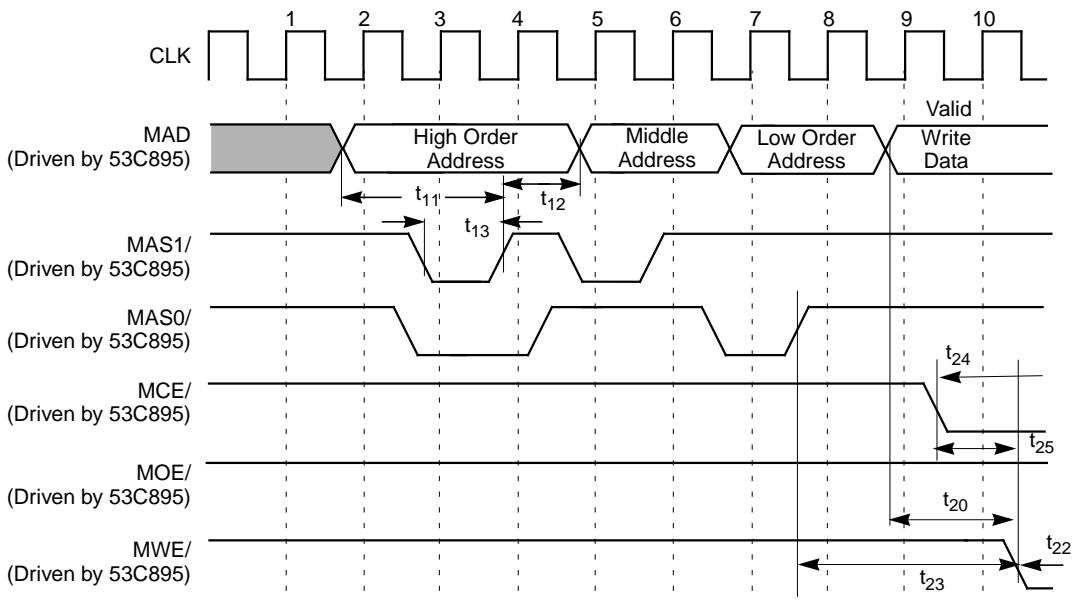 1 2 3 4 5 6 7 8 9 10
CLK
MAD
(Driven by 53C895)
High Order
Address
Middle
Address
Low Order
Address
Valid
Write
Data
t11
t12
t13
MAS1/
(Driven by 53C895)
MAS0/
(Driven by 53C895)
t24
MCE/
(Driven by 53C895)
t25
MOE/
(Driven by 53C895)
t20
MWE/
(Driven by 53C895)
t22
t23